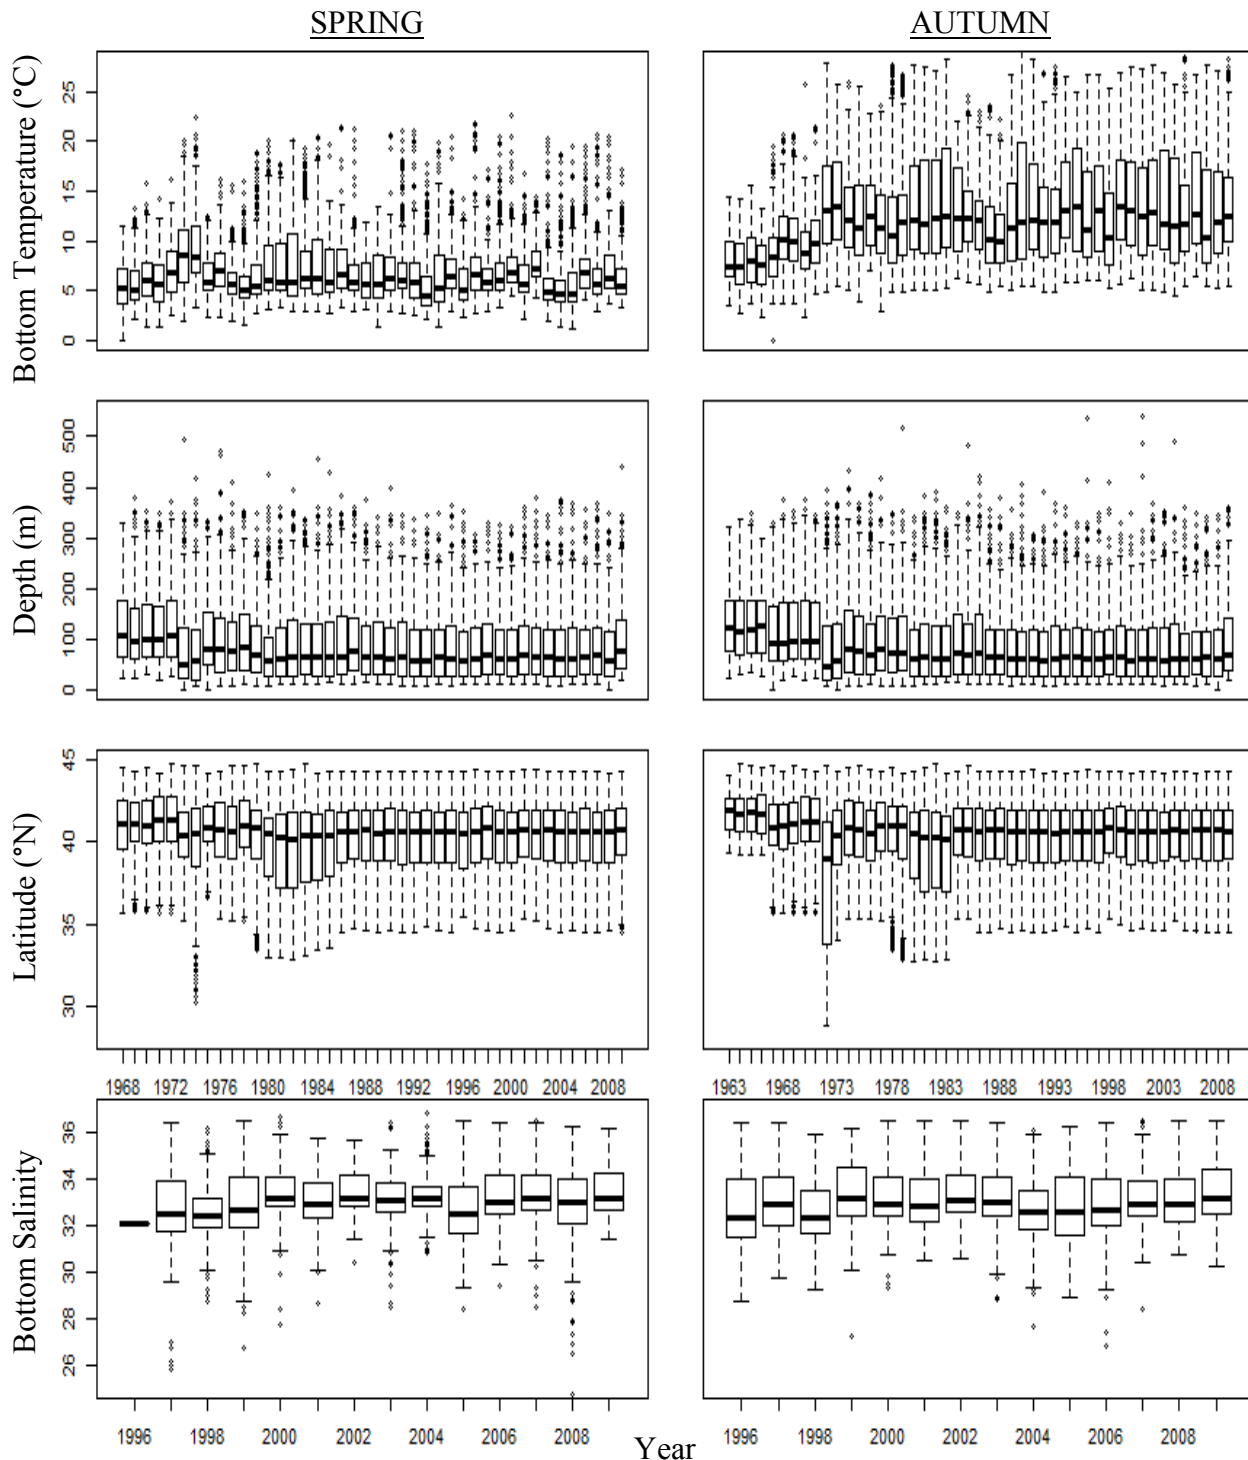 SPRING AUTUMN
Bottom Temperature (°C)
0 5 10 15 20 25
Depth (m)
0 100 200 300 400 500
Latitude (°N)
30 35 40 45
1968 1972 1976 1980 1984 1988 1992 1996 2000 2004 2008
1963 1968 1973 1978 1983 1988 1993 1998 2003 2008
Bottom Salinity
26 28 30 32 34 36
1996 1998 2000 2002 2004 2006 2008
1996 1998 2000 2002 2004 2006 2008
Year